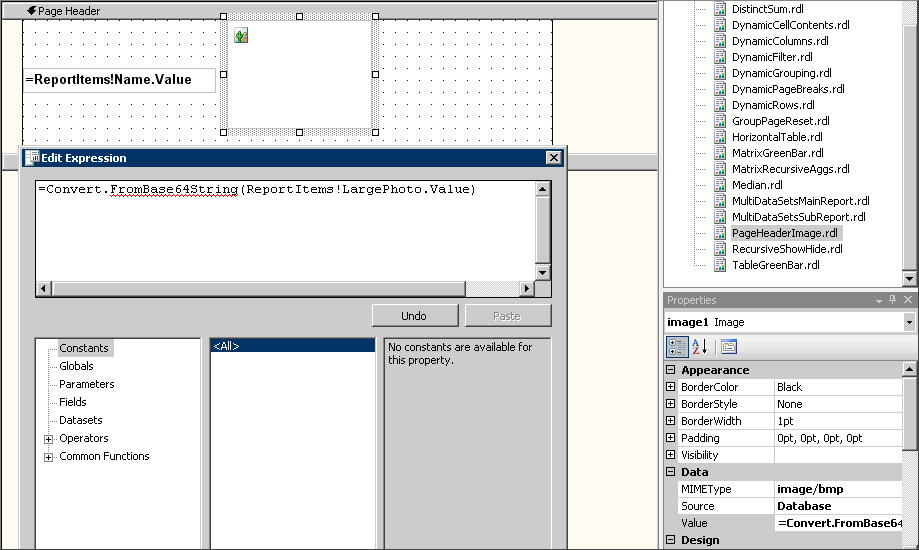 Page Header
=ReportItems!Name.Value
Edit Expression
=Convert.FromBase64String(ReportItems!LargePhoto.Value)
Undo
Paste
Constants
Globals
Parameters
Fields
Datasets
Operators
Common Functions
<All>
No constants are available for
this property.
DistinctSum.rdl
DynamicCellContents.rdl
DynamicColumns.rdl
DynamicFilter.rdl
DynamicGrouping.rdl
DynamicPageBreaks.rdl
DynamicRows.rdl
GroupPageReset.rdl
HorizontalTable.rdl
MatrixGreenBar.rdl
MatrixRecursiveAggs.rdl
Median.rdl
MultiDataSetsMainReport.rdl
MultiDataSetsSubReport.rdl
PageHeaderImage.rdl
RecursiveShowHide.rdl
TableGreenBar.rdl
Properties
image1 Image
Appearance
BorderColor Black
BorderStyle None
BorderWidth 1pt
Padding 0pt, 0pt, 0pt, 0pt
Visibility
Data
MIMEType image/bmp
Source Database
Value =Convert.FromBase64
Design